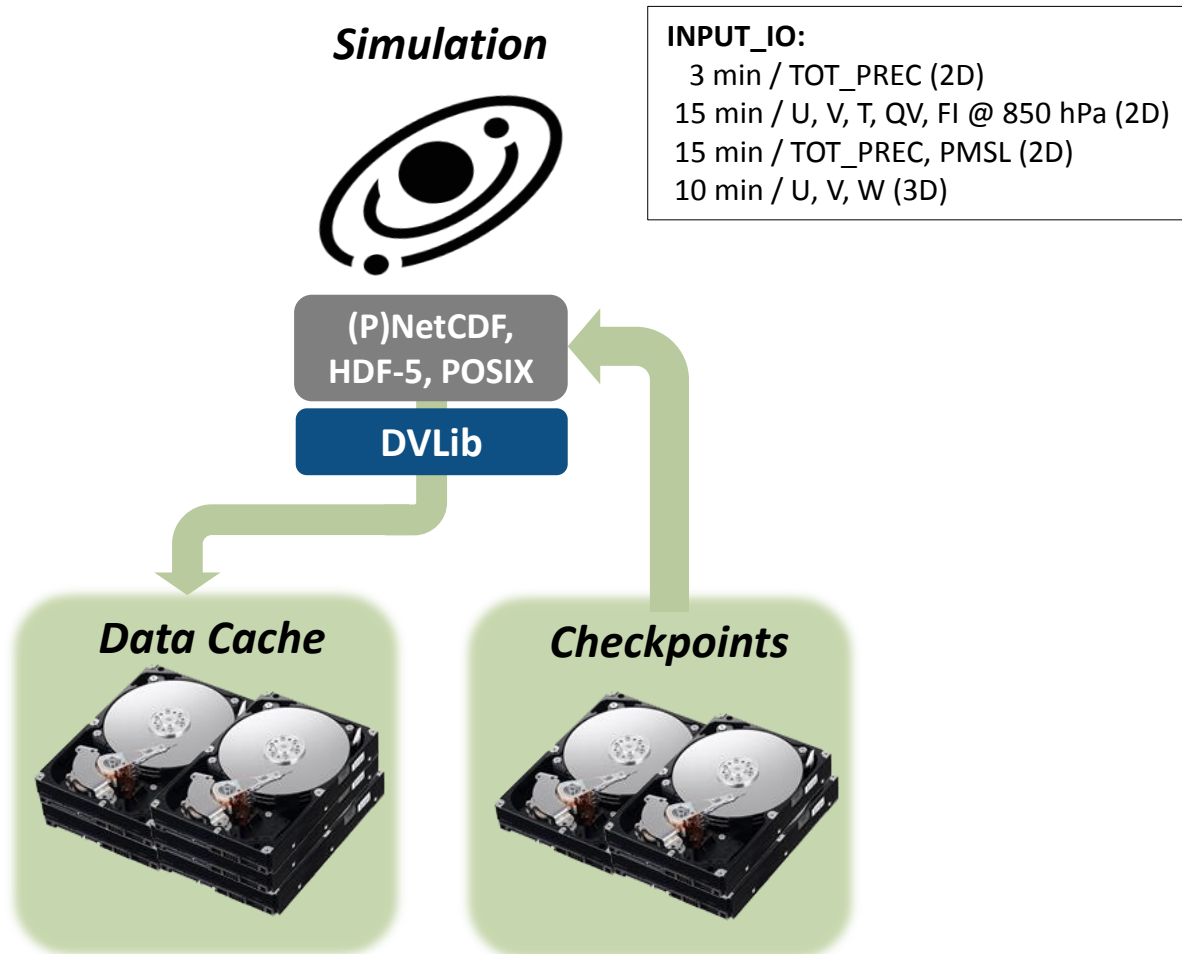 Simulation
INPUT_IO:
3 min / TOT_PREC (2D)
15 min / U, V, T, QV, FI @ 850 hPa (2D)
15 min / TOT_PREC, PMSL (2D)
10 min / U, V, W (3D)
(P)NetCDF,
HDF-5, POSIX
DVLib
Data Cache
Checkpoints